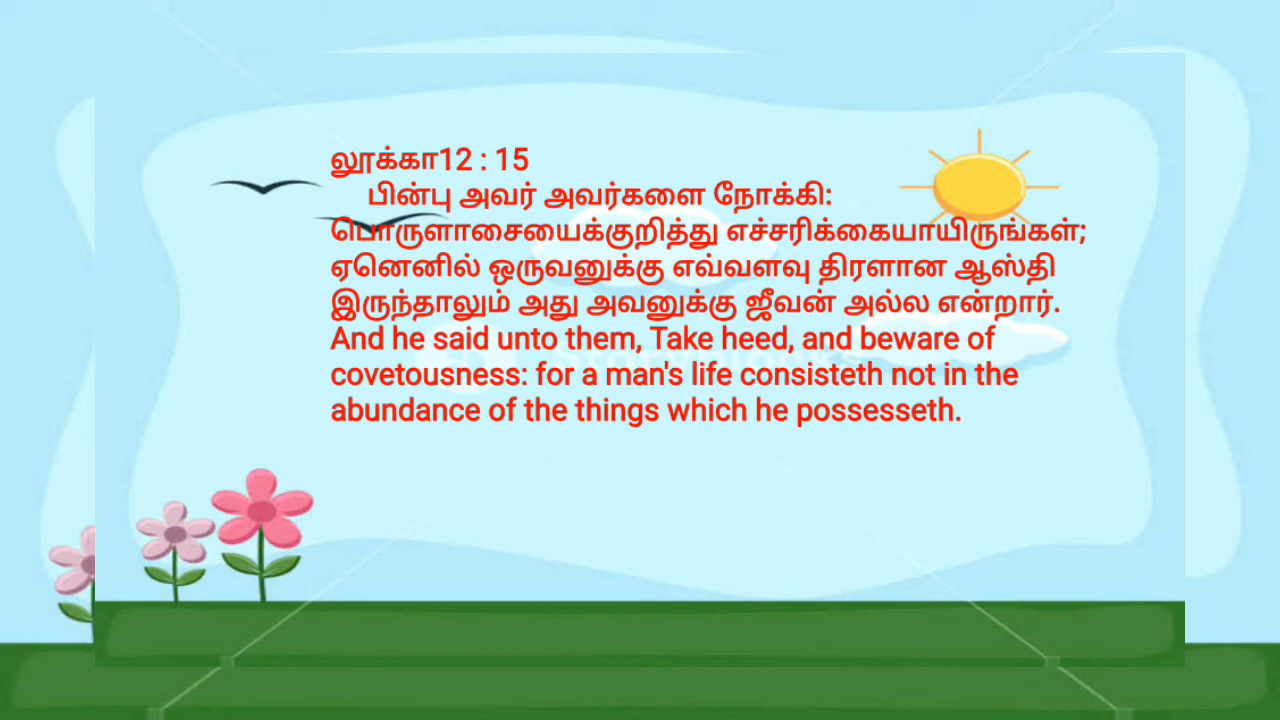 லூக்கா12 : 15
பின்பு அவர் அவர்களை நோக்கி:
பொருளாசையைக்குறித்து எச்சரிக்கையாயிருங்கள்;
ஏனெனில் ஒருவனுக்கு எவ்வளவு திரளான ஆஸ்தி
இருந்தாலும் அது அவனுக்கு ஜீவன் அல்ல என்றார்.
And he said unto them, Take heed, and beware of
covetousness: for a man's life consisteth not in the
abundance of the things which he possesseth.